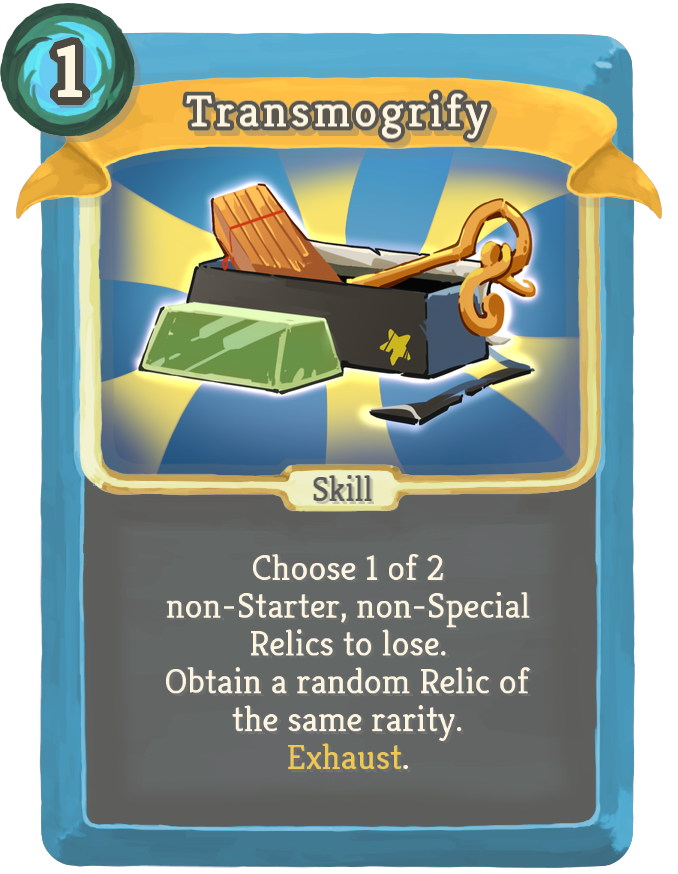 1
Transmogrify
Skill
Choose 1 of 2
non-Starter, non-Special
Relics to lose.
Obtain a random Relic of
the same rarity.
Exhaust.